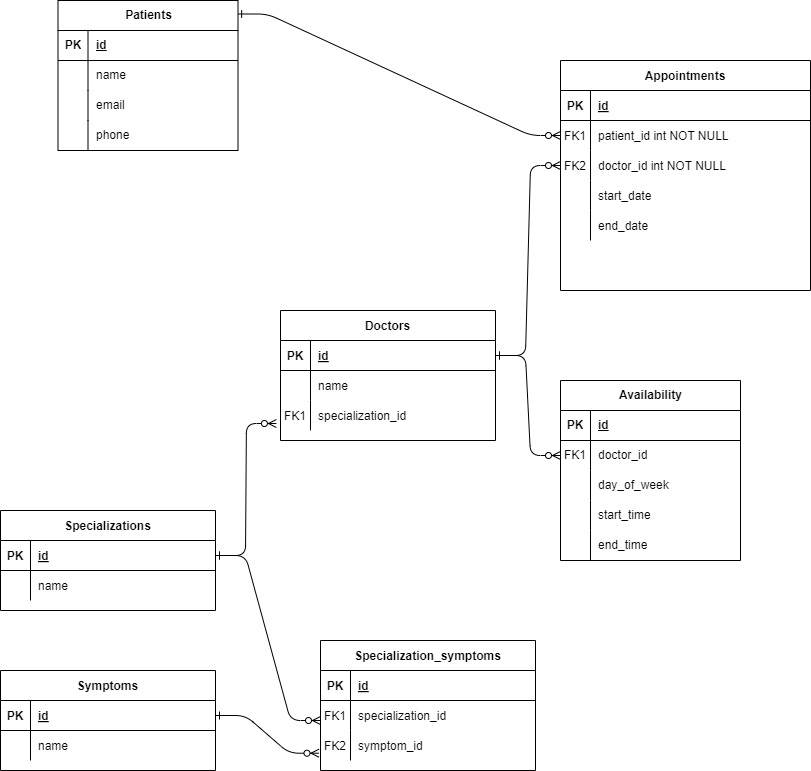 Patients
PK id
name
email
phone
Appointments
PK id
FK1 patient_id int NOT NULL
FK2 doctor_id int NOT NULL
start_date
end_date
Doctors
PK id
name
FK1 specialization_id
Availability
PK id
FK1 doctor_id
day_of_week
start_time
end_time
Specializations
PK id
name
Specialization_symptoms
PK id
FK1 specialization_id
FK2 symptom_id
Symptoms
PK id
name